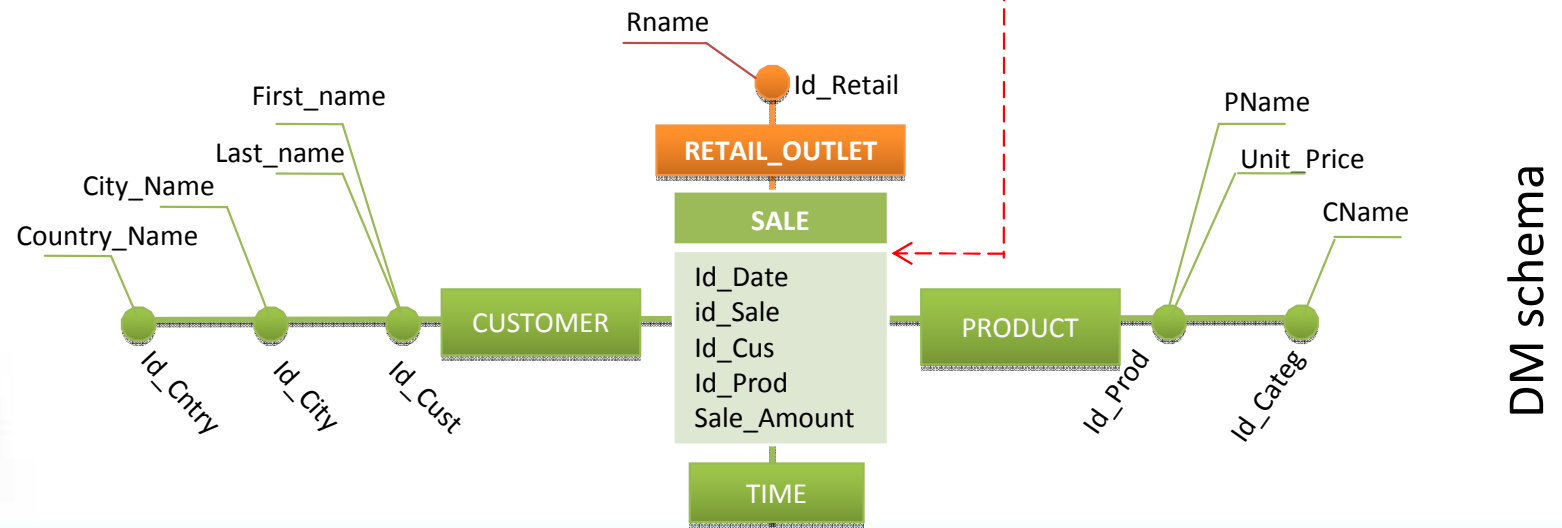 Rname
Id_Retail
First_name
PName
RETAIL_OUTLET
Last_name
Unit_Price
City_Name
CName
SALE
Country_Name
Id_Date
id_Sale
Id_Cus
Id_Prod
Sale_Amount
CUSTOMER
PRODUCT
Id_Cntry
Id_City
Id_Cust
Id_Prod
Id_Categ
TIME
DM schema